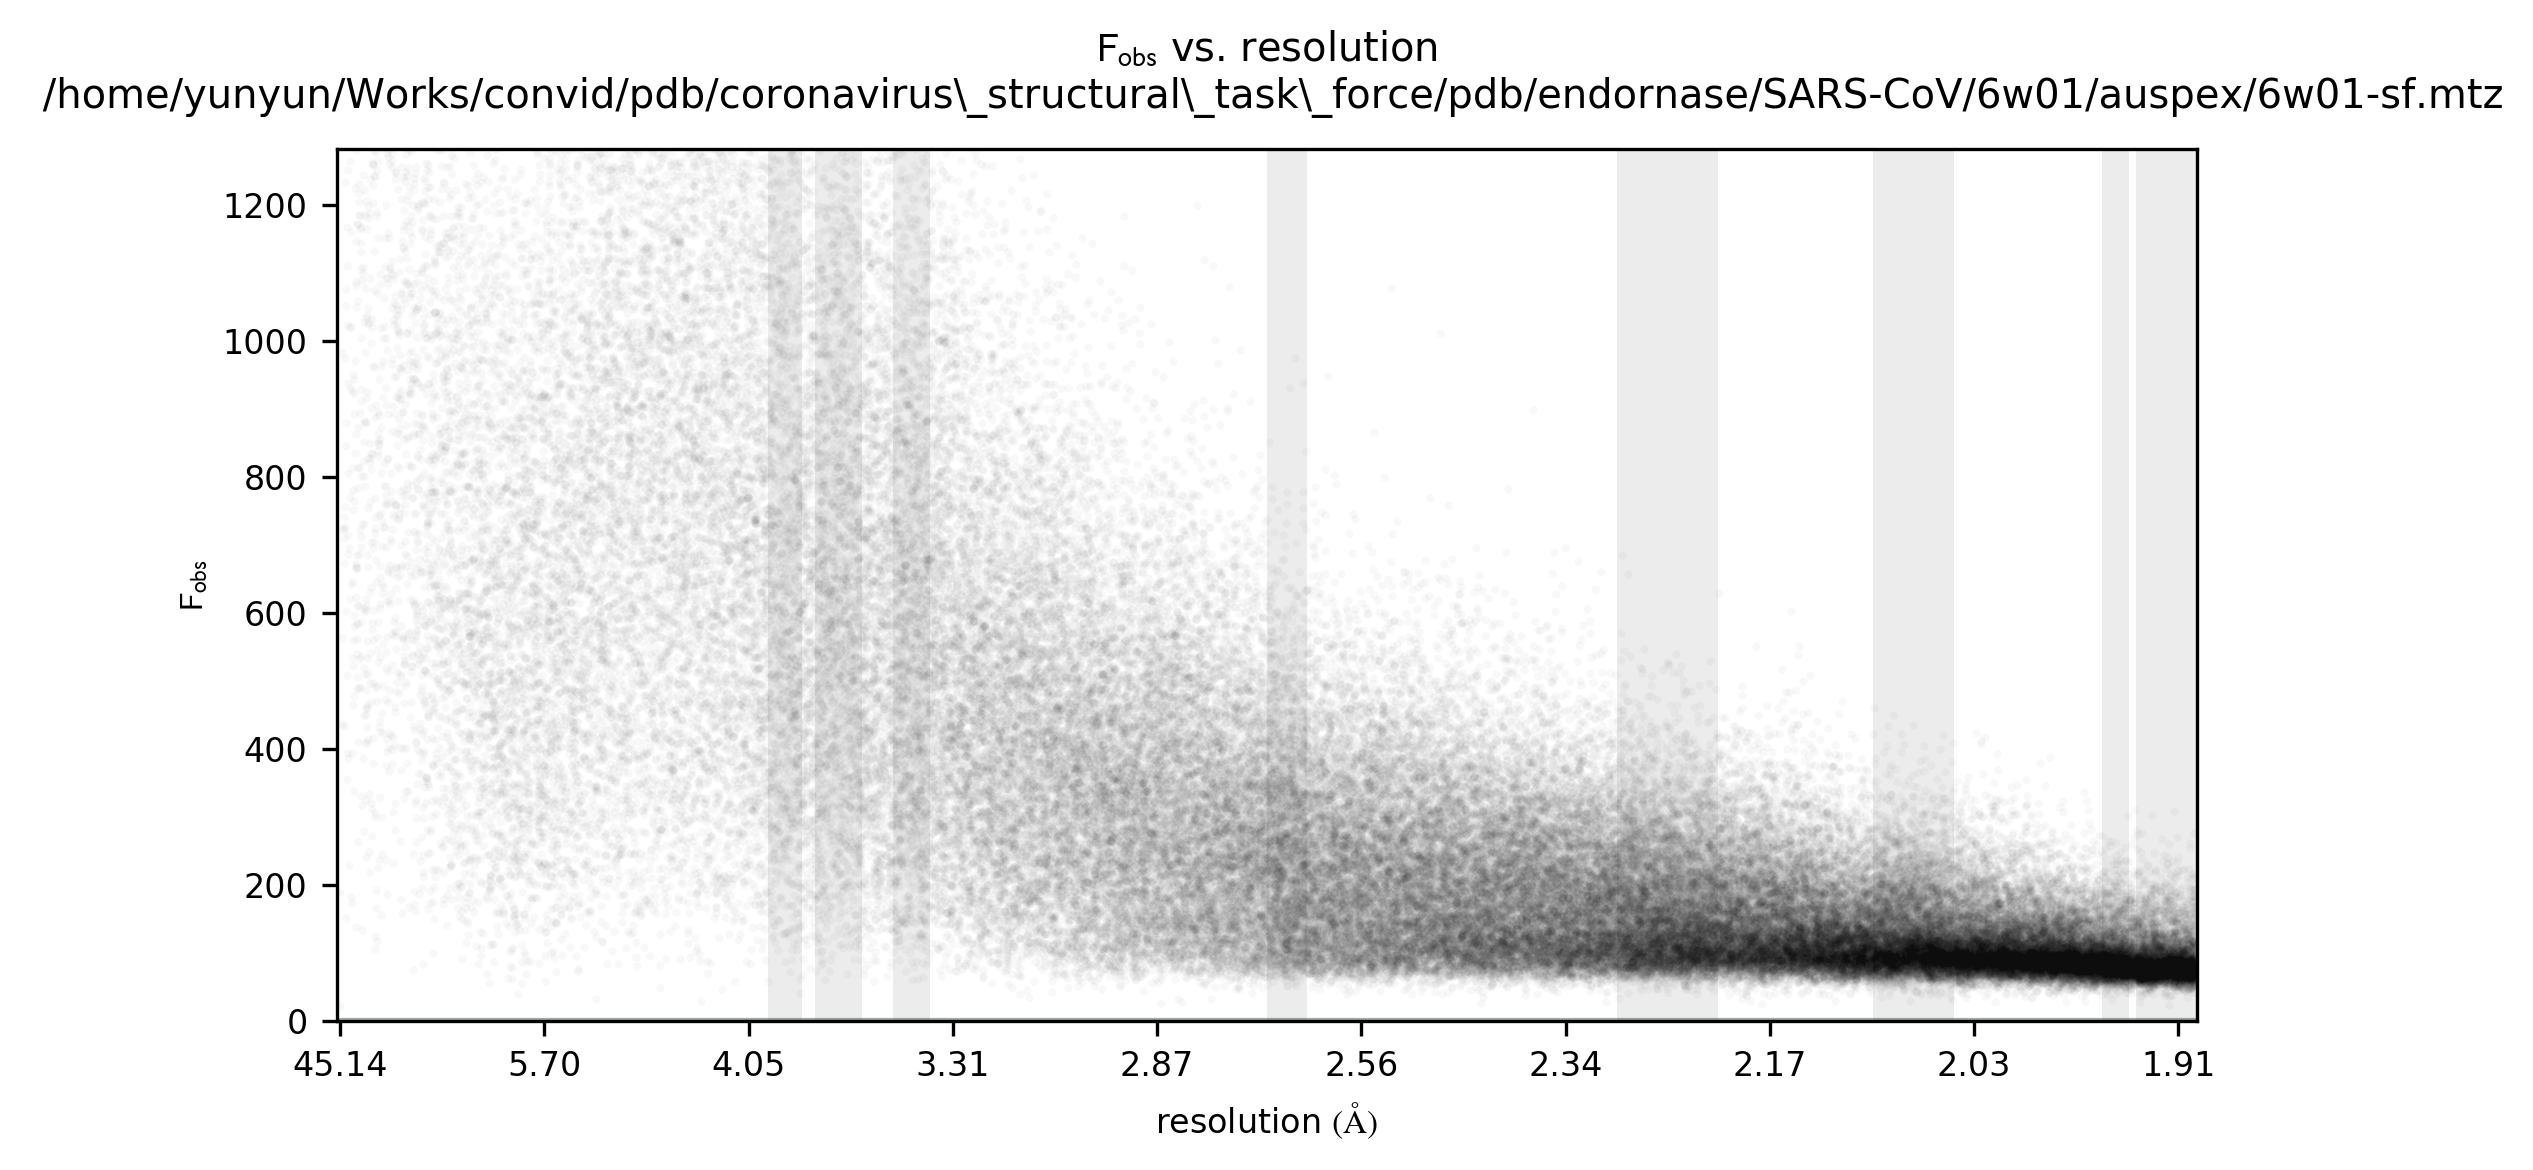 Fobs vs. resolution
/home/yunyun/Works/convid/pdb/coronavirus\_structural\_task\_force/pdb/endornase/SARS-CoV/6w01/auspex/6w01-sf.mtz
1200
1000
800
600
400
200
0
Fobs
45.14 5.70 4.05 3.31 2.87 2.56 2.34 2.17 2.03 1.91
resolution (Å)